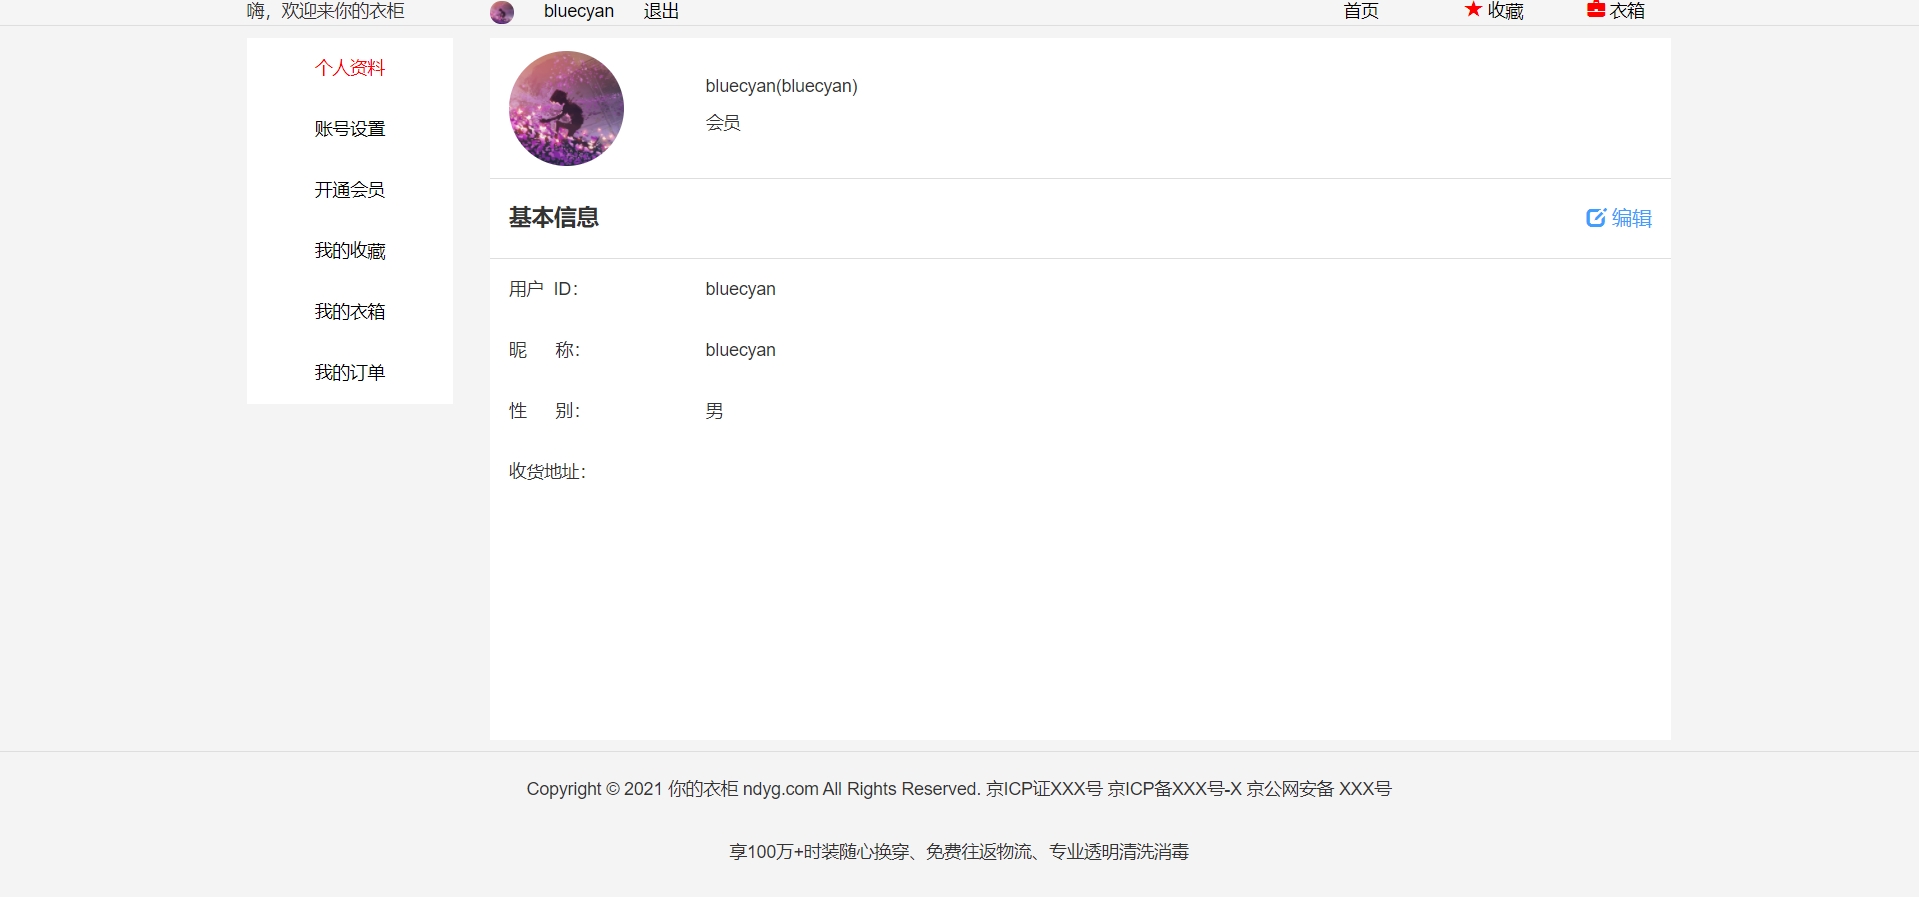 嗨，欢迎来你的衣柜 bluecyan 退出 首页 收藏 衣箱
个人资料
账号设置
开通会员
我的收藏
我的衣箱
我的订单
bluecyan(bluecyan)
会员
基本信息 编辑
用户 ID： bluecyan
昵 称： bluecyan
性 别： 男
收货地址：
Copyright © 2021 你的衣柜 ndyg.com All Rights Reserved. 京ICP证XXX号 京ICP备XXX号-X 京公网安备 XXX号
享100万+时装随心换穿、免费往返物流、专业透明清洗消毒